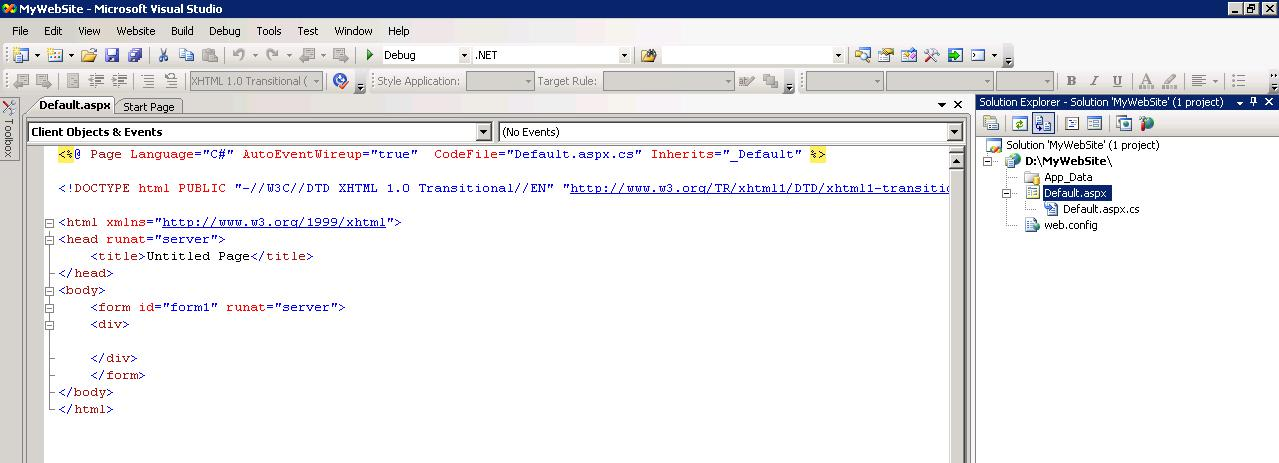 MyWebSite - Microsoft Visual Studio
File Edit View Website Build Debug Tools Test Window Help
Debug .NET
XHTML 1.0 Transitional ( Style Application: Target Rule: B I U A
Toolbox
Default.aspx Start Page
Client Objects & Events (No Events)
<%@ Page Language="C#" AutoEventWireup="true" CodeFile="Default.aspx.cs" Inherits="_Default" %>
<!DOCTYPE html PUBLIC "-//W3C//DTD XHTML 1.0 Transitional//EN" "http://www.w3.org/TR/xhtml1/DTD/xhtml1-transitio
<html xmlns="http://www.w3.org/1999/xhtml">
<head runat="server">
<title>Untitled Page</title>
</head>
<body>
<form id="form1" runat="server">
<div>
</div>
</form>
</body>
</html>
Solution Explorer - Solution 'MyWebSite' (1 project)
Solution 'MyWebSite' (1 project)
D:\MyWebSite\
App_Data
Default.aspx
Default.aspx.cs
web.config